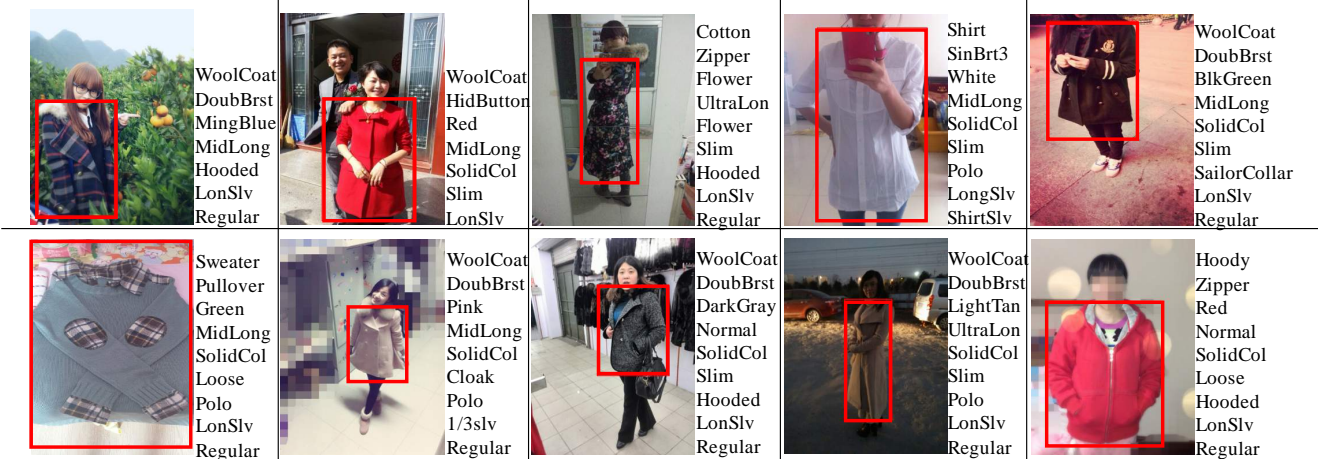 WoolCoat
DoubBrst
MingBlue
MidLong
Hooded
LonSlv
Regular
WoolCoat
HidButton
Red
MidLong
SolidCol
Slim
LonSlv
Cotton
Zipper
Flower
UltraLon
Flower
Slim
Hooded
LonSlv
Regular
Shirt
SinBrt3
White
MidLong
SolidCol
Slim
Polo
LongSlv
ShirtSlv
WoolCoat
DoubBrst
BlkGreen
MidLong
SolidCol
Slim
SailorCollar
LonSlv
Regular
Sweater
Pullover
Green
MidLong
SolidCol
Loose
Polo
LonSlv
Regular
WoolCoat
DoubBrst
Pink
MidLong
SolidCol
Cloak
Polo
1/3slv
Regular
WoolCoat
DoubBrst
DarkGray
Normal
SolidCol
Slim
Hooded
LonSlv
Regular
WoolCoat
DoubBrst
LightTan
UltraLon
SolidCol
Slim
Polo
LonSlv
Regular
Hoody
Zipper
Red
Normal
SolidCol
Loose
Hooded
LonSlv
Regular